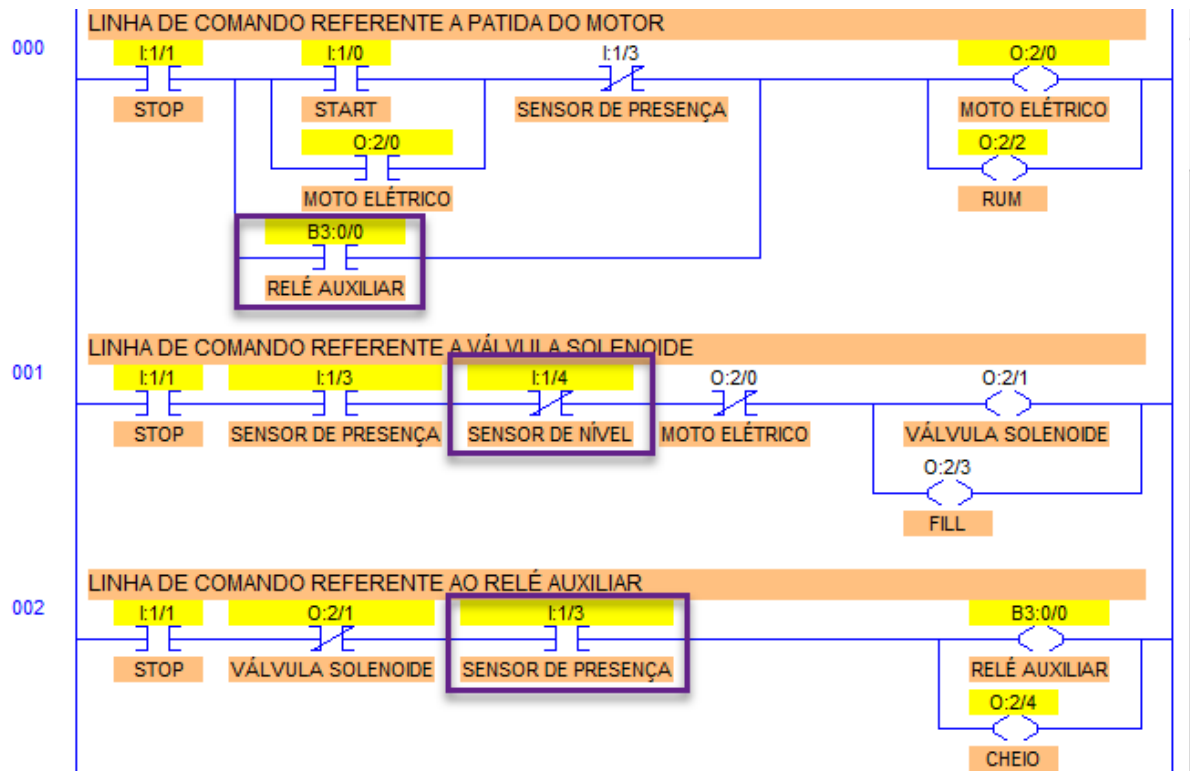 LINHA DE COMANDO REFERENTE A PATIDA DO MOTOR
000
I:1/1 I:1/0 I:1/3 O:2/0
STOP START SENSOR DE PRESENÇA MOTO ELÉTRICO
O:2/0 O:2/2
MOTO ELÉTRICO RUM
B3:0/0
RELÉ AUXILIAR
LINHA DE COMANDO REFERENTE A VÁLVULA SOLENOIDE
001
I:1/1 I:1/3 I:1/4 O:2/0 O:2/1
STOP SENSOR DE PRESENÇA SENSOR DE NÍVEL MOTO ELÉTRICO VÁLVULA SOLENOIDE
O:2/3
FILL
LINHA DE COMANDO REFERENTE AO RELÉ AUXILIAR
002
I:1/1 O:2/1 I:1/3 B3:0/0
STOP VÁLVULA SOLENOIDE SENSOR DE PRESENÇA RELÉ AUXILIAR
O:2/4
CHEIO